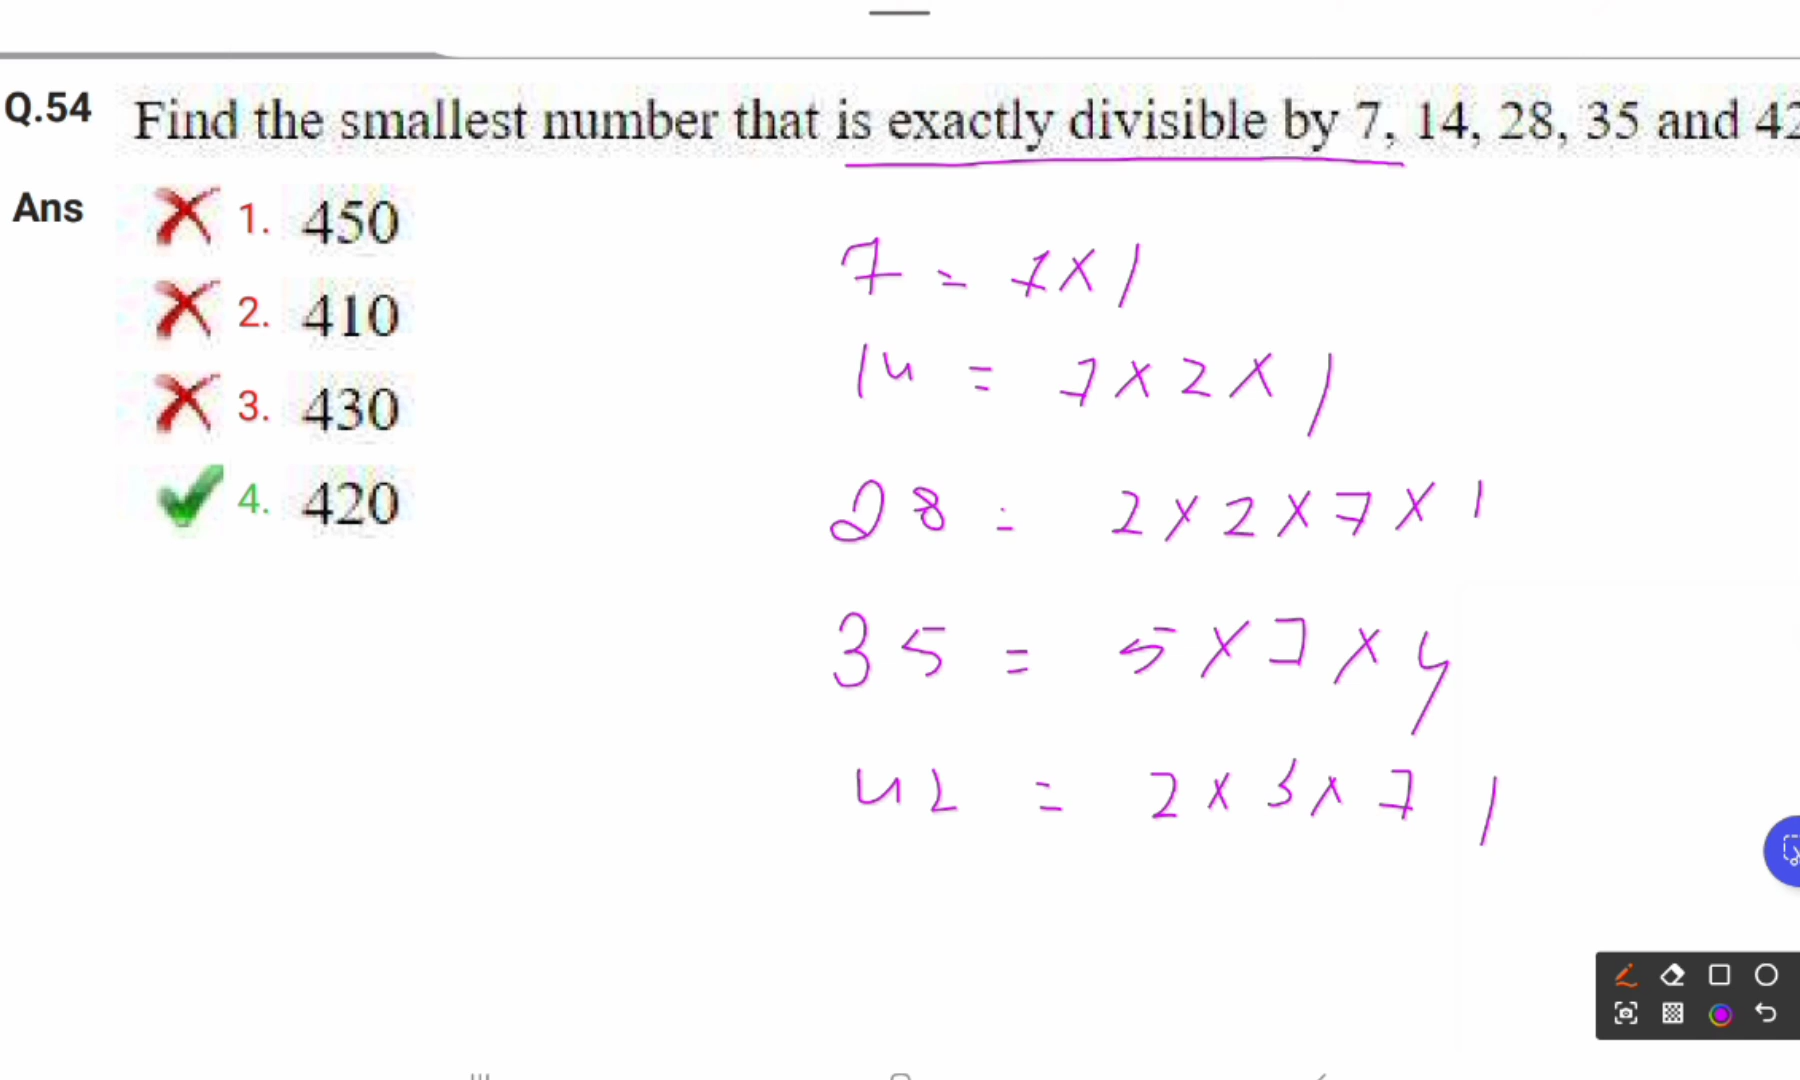 Q.54 Find the smallest number that is exactly divisible by 7, 14, 28, 35 and 42
Ans
1. 450
2. 410
3. 430
4. 420
7 = 7 x 1
14 = 7 x 2 x 1
28 = 2 x 2 x 7 x 1
35 = 5 x 7 x
42 = 2 x 3 x 7 1